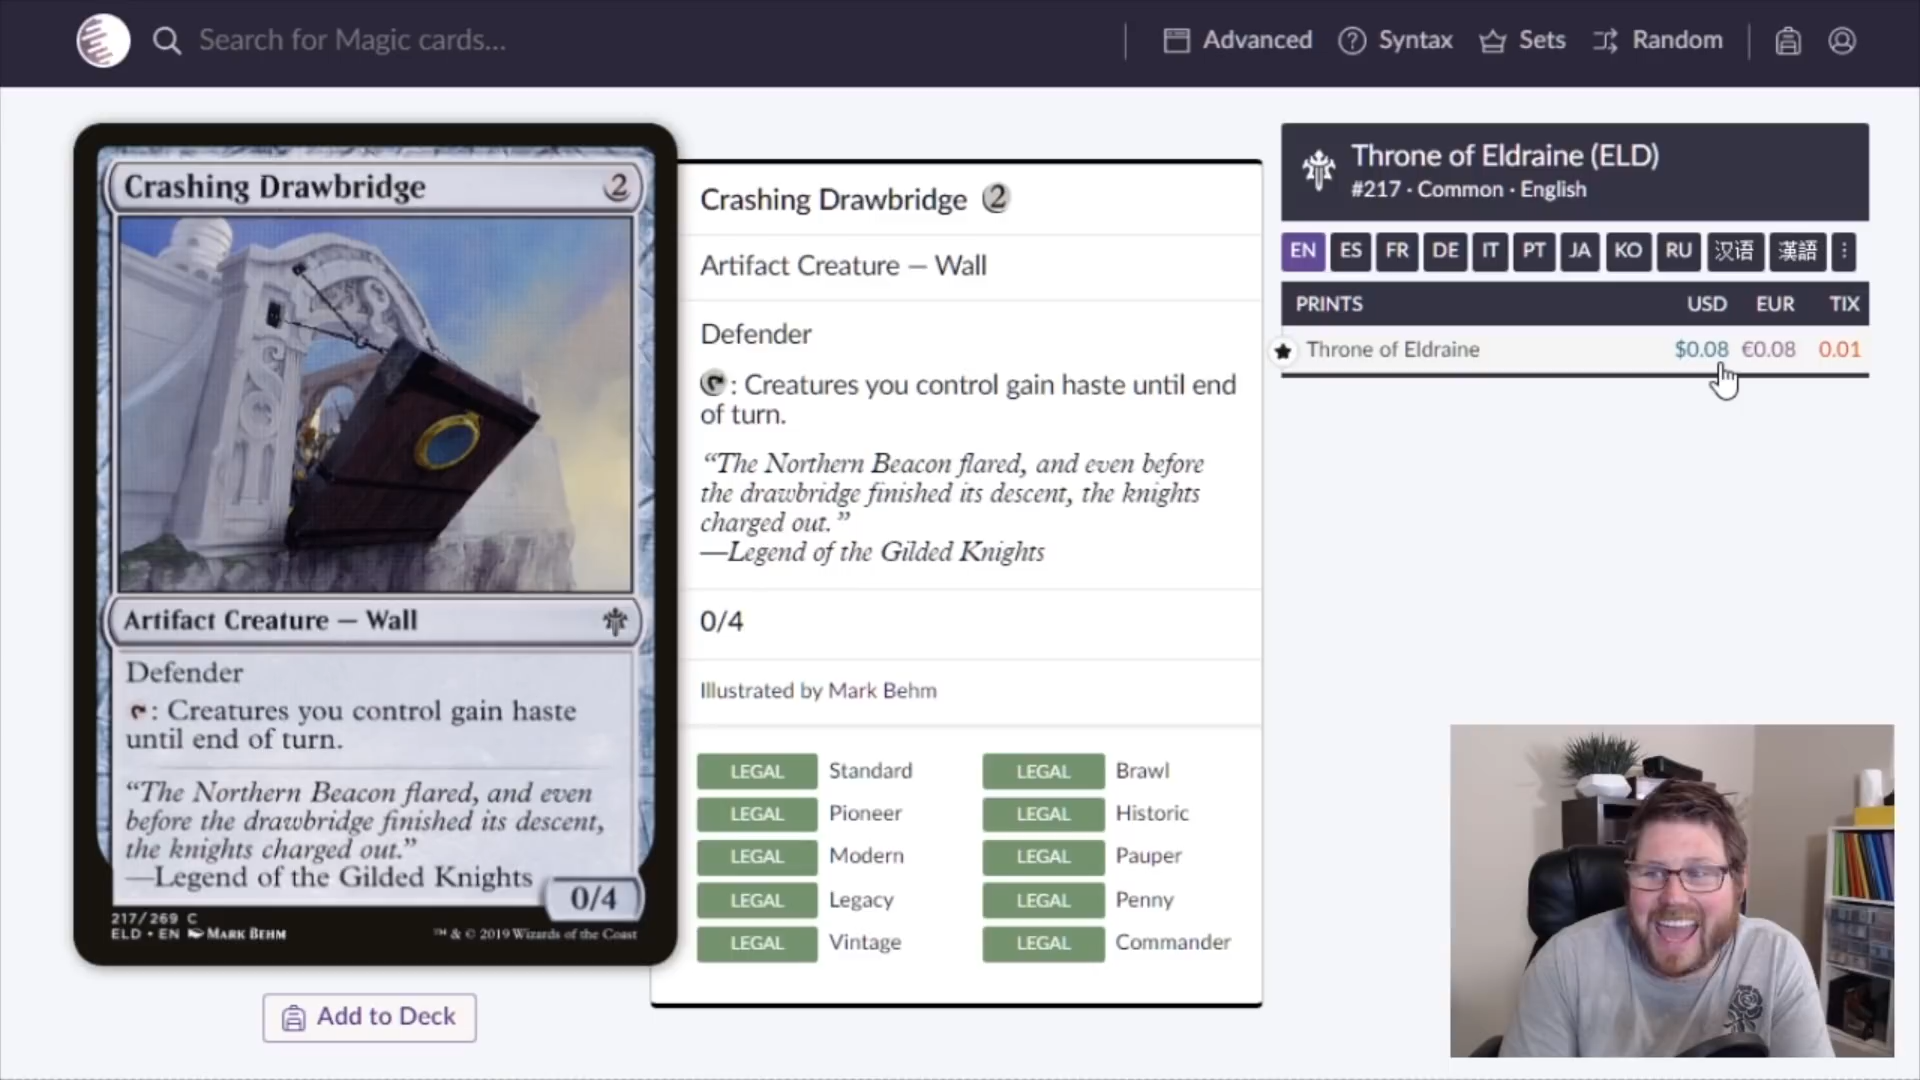 Search for Magic cards...
Advanced
Syntax
Sets
Random
Crashing Drawbridge 2
Artifact Creature — Wall
Defender
: Creatures you control gain haste
until end of turn.
“The Northern Beacon flared, and even
before the drawbridge finished its descent,
the knights charged out.”
—Legend of the Gilded Knights
0/4
217/269 C
ELD • EN MARK BEHM
™ & © 2019 Wizards of the Coast
Add to Deck
Crashing Drawbridge 2
Artifact Creature — Wall
Defender
: Creatures you control gain haste until end
of turn.
“The Northern Beacon flared, and even before
the drawbridge finished its descent, the knights
charged out.”
—Legend of the Gilded Knights
0/4
Illustrated by Mark Behm
LEGAL Standard LEGAL Brawl
LEGAL Pioneer LEGAL Historic
LEGAL Modern LEGAL Pauper
LEGAL Legacy LEGAL Penny
LEGAL Vintage LEGAL Commander
Throne of Eldraine (ELD)
#217 · Common · English
EN ES FR DE IT PT JA KO RU 汉语 漢語
PRINTS USD EUR TIX
Throne of Eldraine $0.08 €0.08 0.01